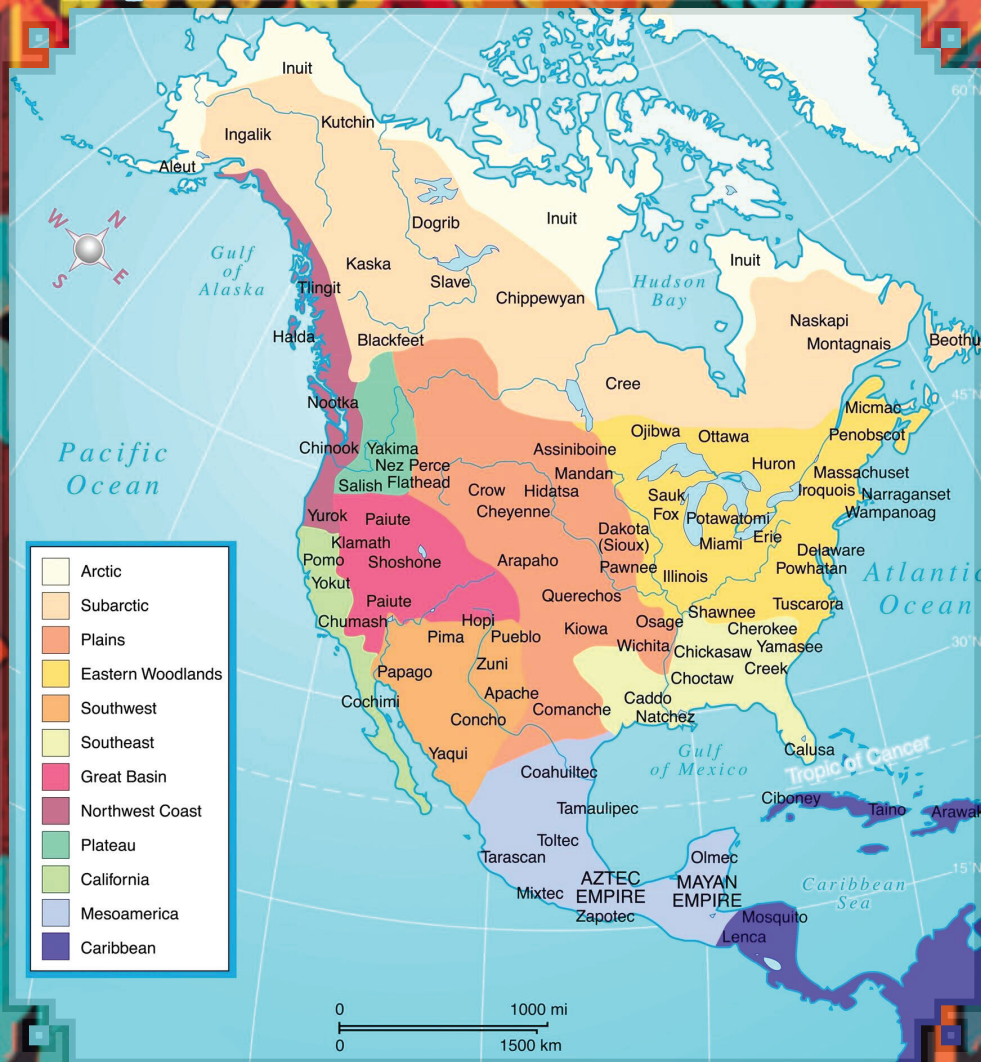 60 N
Inuit
Kutchin
Ingalik
Aleut
W
N
S
E
Dogrib
Inuit
Inuit
Gulf
of
Alaska
Kaska
Slave
Tlingit
Chippewyan
Hudson
Bay
Naskapi
Montagnais
Halda
Blackfeet
Beothu
Cree
45 N
Nootka
Micmac
Penobscot
Ojibwa
Ottawa
Chinook
Yakima
Assiniboine
Pacific
Ocean
Nez Perce
Mandan
Huron
Massachuset
Salish
Flathead
Crow
Hidatsa
Iroquois
Narraganset
Sauk
Fox
Cheyenne
Wampanoag
Yurok
Paiute
Potawatomi
Dakota
(Sioux)
Erie
Klamath
Miami
Delaware
Pomo
Shoshone
Arapaho
Pawnee
Powhatan
Yokut
Illinois
Atlantic
Ocean
Paiute
Querechos
Tuscarora
Shawnee
Chumash
Hopi
Osage
Cherokee
Kiowa
Pima
Pueblo
Wichita
Chickasaw
Yamasee
30 N
Zuni
Creek
Papago
Choctaw
Apache
Cochimi
Caddo
Comanche
Natchez
Concho
Yaqui
Gulf
of Mexico
Calusa
Tropic of Cancer
Coahuiltec
Ciboney
Taino
Arawak
Tamaulipec
Toltec
Tarascan
Olmec
15 N
AZTEC
EMPIRE
MAYAN
EMPIRE
Mixtec
Caribbean
Sea
Zapotec
Mosquito
Lenca
Arctic
Subarctic
Plains
Eastern Woodlands
Southwest
Southeast
Great Basin
Northwest Coast
Plateau
California
Mesoamerica
Caribbean
0
1000 mi
0
1500 km